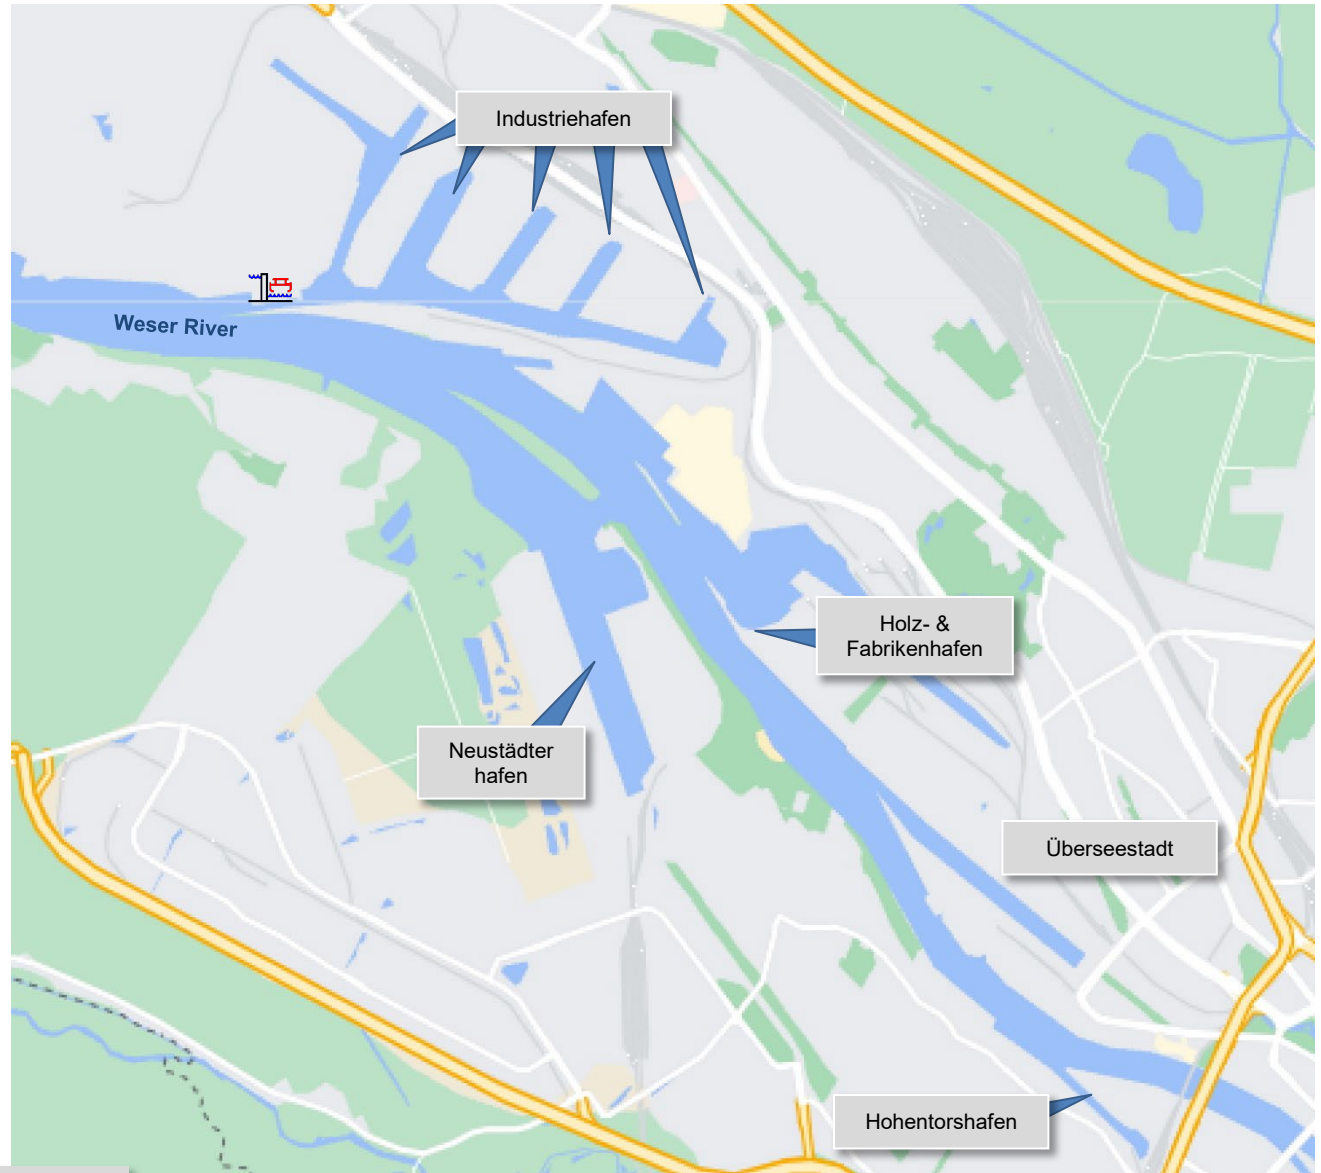 Industriehafen
Weser River
Holz- &
Fabrikenhafen
Neustädter
hafen
Überseestadt
Hohentorshafen